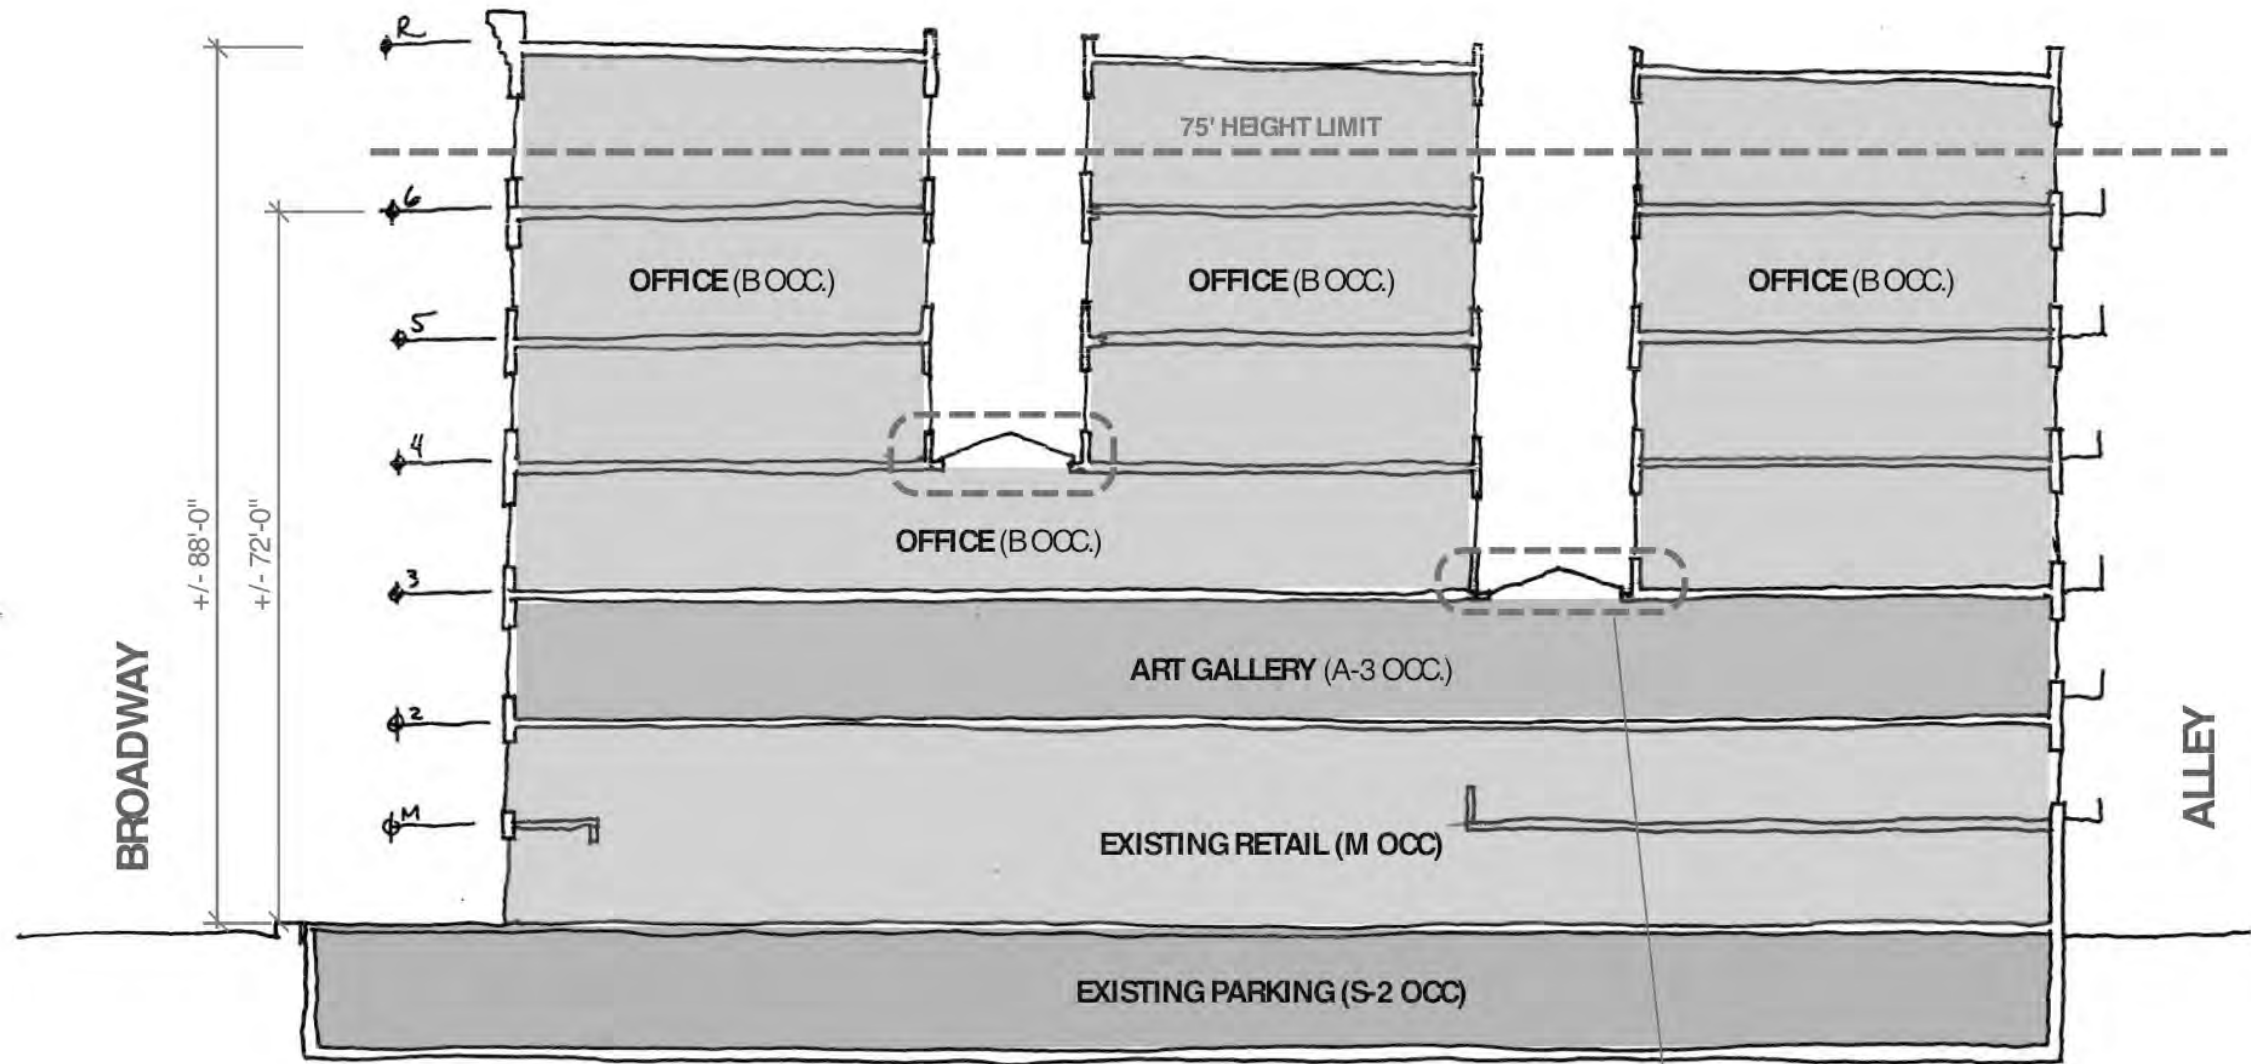 R
75' HEIGHT LIMIT
6
OFFICE (B OCC.)
OFFICE (B OCC.)
OFFICE (B OCC.)
5
4
+/- 88'-0"
+/- 72'-0"
OFFICE (B OCC.)
3
BROADWAY
ART GALLERY (A-3 OCC.)
2
ALLEY
M
EXISTING RETAIL (M OCC)
EXISTING PARKING (S-2 OCC)